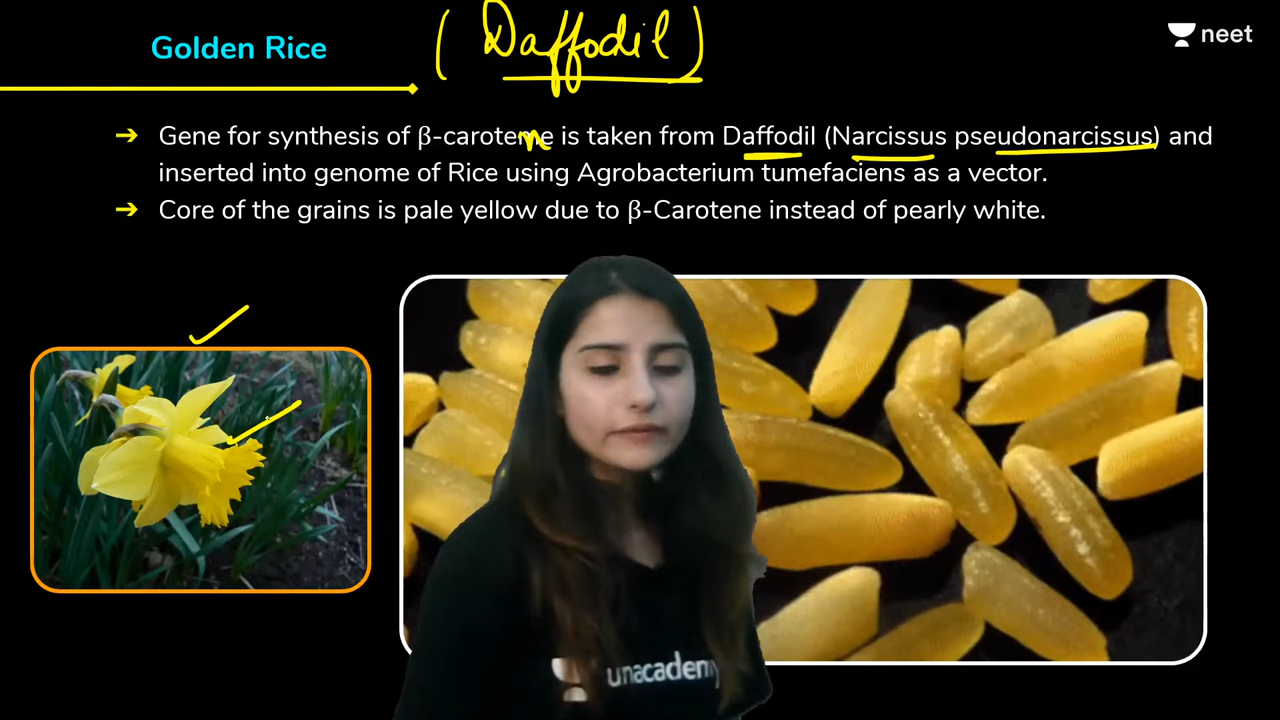 (Daffodil)
Golden Rice
neet
→ Gene for synthesis of β-carotene is taken from Daffodil (Narcissus pseudonarcissus) and
inserted into genome of Rice using Agrobacterium tumefaciens as a vector.
→ Core of the grains is pale yellow due to β-Carotene instead of pearly white.
unacademy